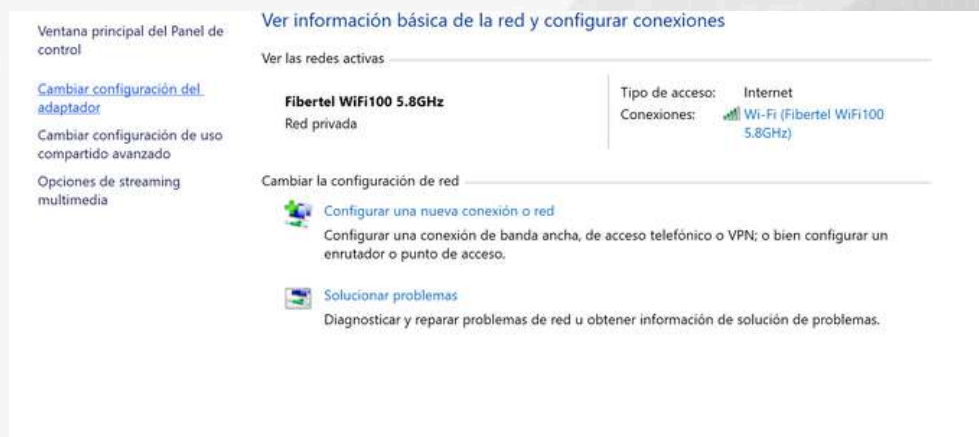 Ventana principal del Panel de
control
Cambiar configuración del
adaptador
Cambiar configuración de uso
compartido avanzado
Opciones de streaming
multimedia
Ver información básica de la red y configurar conexiones
Ver las redes activas
Fibertel WiFi100 5.8GHz
Red privada
Tipo de acceso: Internet
Conexiones: Wi-Fi (Fibertel WiFi100
5.8GHz)
Cambiar la configuración de red
Configurar una nueva conexión o red
Configurar una conexión de banda ancha, de acceso telefónico o VPN; o bien configurar un
enrutador o punto de acceso.
Solucionar problemas
Diagnosticar y reparar problemas de red u obtener información de solución de problemas.